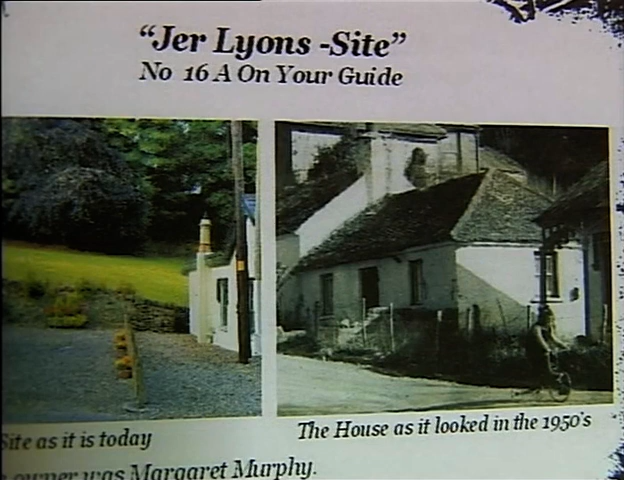 “Jer Lyons -Site”
No 16 A On Your Guide
Site as it is today
The House as it looked in the 1950's
owner was Margaret Murphy.